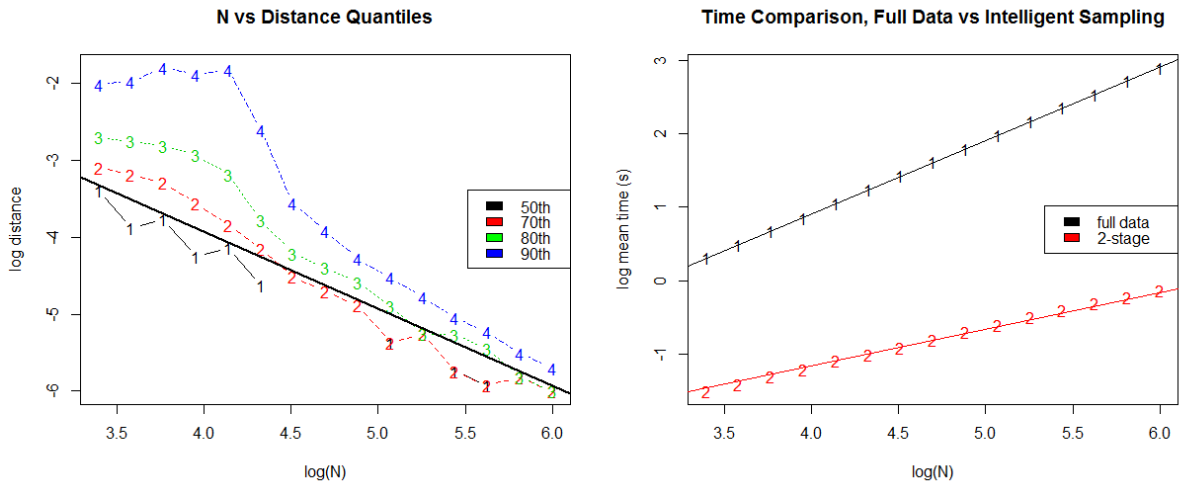 N vs Distance Quantiles
log distance
-2
-3
-4
-5
-6
50th
70th
80th
90th
3.5 4.0 4.5 5.0 5.5 6.0
log(N)
Time Comparison, Full Data vs Intelligent Sampling
log mean time (s)
3
2
1
0
-1
full data
2-stage
3.5 4.0 4.5 5.0 5.5 6.0
log(N)